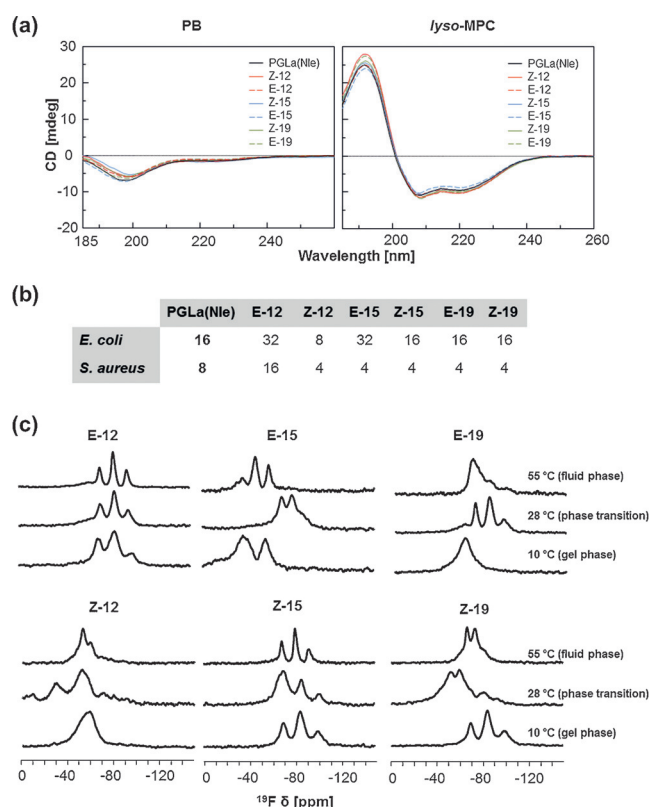 (a)
PB
lyso-MPC
30
20
10
0
-10
-20
CD [mdeg]
PGLa(Nle)
Z-12
E-12
Z-15
E-15
Z-19
E-19
PGLa(Nle)
Z-12
E-12
Z-15
E-15
Z-19
E-19
185 200 220 240 260
200 220 240 260
Wavelength [nm]
(b)
PGLa(Nle) E-12 Z-12 E-15 Z-15 E-19 Z-19
E. coli 16 32 8 32 16 16 16
S. aureus 8 16 4 4 4 4 4
(c)
E-12 E-15 E-19
55 °C (fluid phase)
28 °C (phase transition)
10 °C (gel phase)
Z-12 Z-15 Z-19
55 °C (fluid phase)
28 °C (phase transition)
10 °C (gel phase)
0 -40 -80 -120 0 -40 -80 -120 0 -40 -80 -120
¹⁹F δ [ppm]